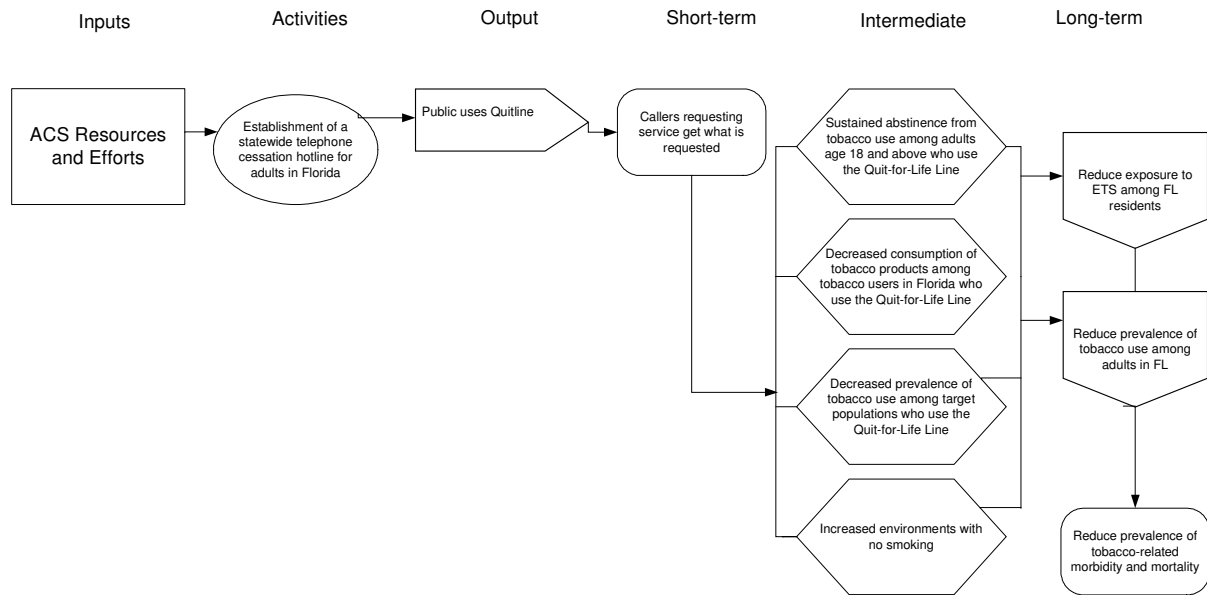 Inputs
Activities
Output
Short-term
Intermediate
Long-term
ACS Resources
and Efforts
Establishment of a
statewide telephone
cessation hotline for
adults in Florida
Public uses Quitline
Callers requesting
service get what is
requested
Sustained abstinence from
tobacco use among adults
age 18 and above who use
the Quit-for-Life Line
Decreased consumption of
tobacco products among
tobacco users in Florida who
use the Quit-for-Life Line
Decreased prevalence of
tobacco use among target
populations who use the
Quit-for-Life Line
Increased environments with
no smoking
Reduce exposure to
ETS among FL
residents
Reduce prevalence of
tobacco use among
adults in FL
Reduce prevalence of
tobacco-related
morbidity and mortality